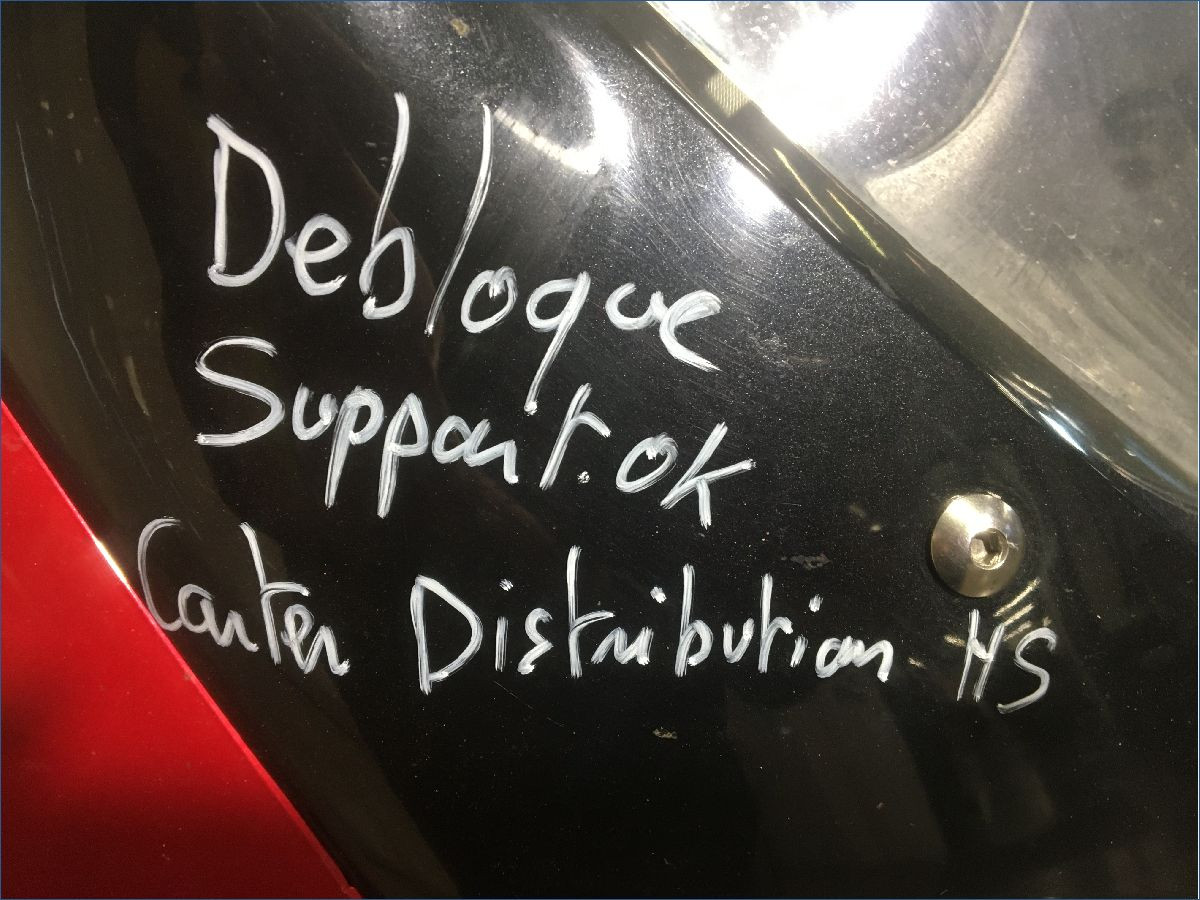 Debloque
Support. ok
Carter Distribution HS